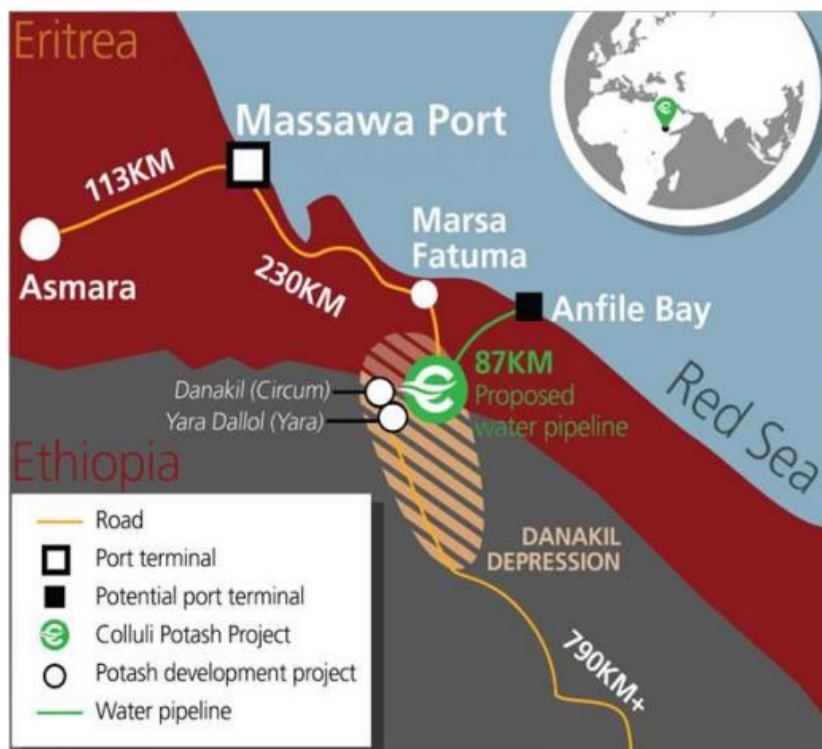 Eritrea
Massawa Port
113KM
Asmara
Marsa
Fatuma
230KM
Anfile Bay
87KM
Proposed
water pipeline
Danakil (Circum)
Yara Dallol (Yara)
Red Sea
Ethiopia
DANAKIL
DEPRESSION
790KM+
Road
Port terminal
Potential port terminal
Colluli Potash Project
Potash development project
Water pipeline